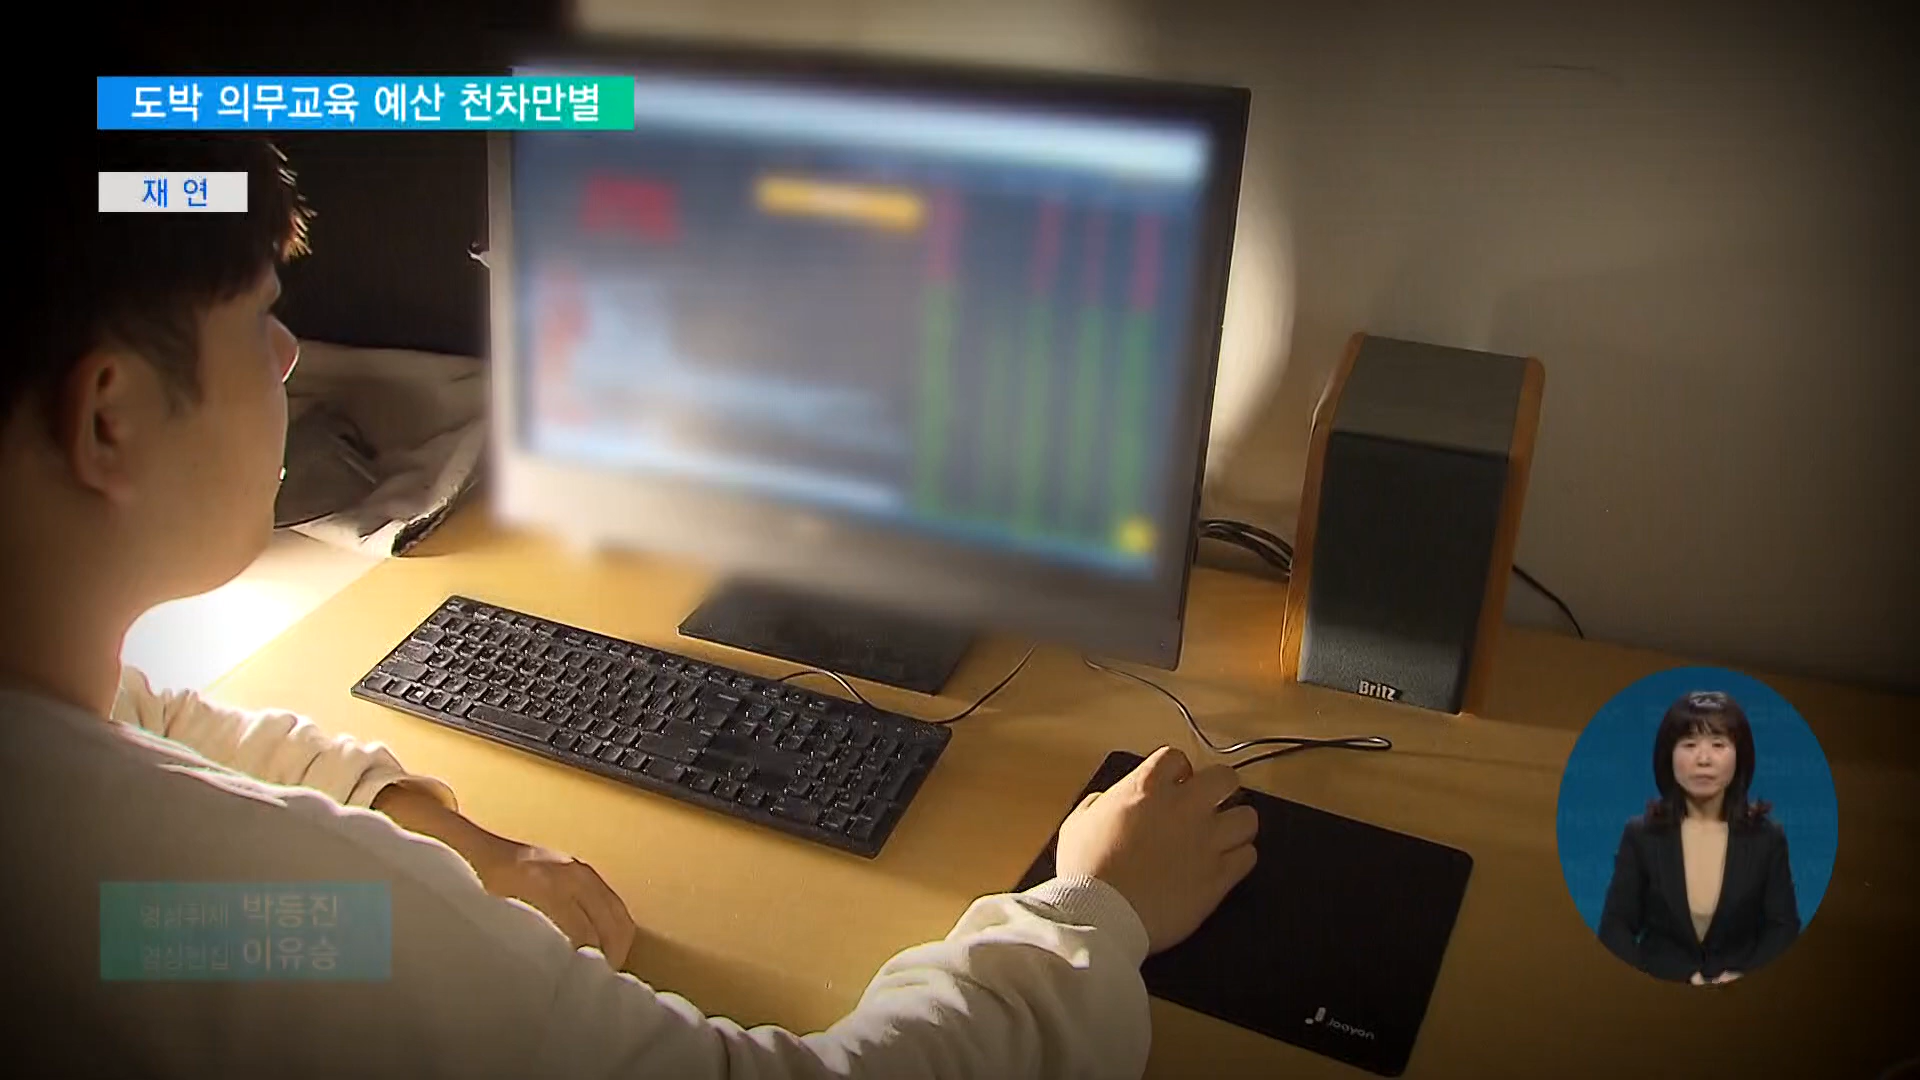 도박 의무교육 예산 천차만별
재 연
Britz
영상취재 박동진
영상편집 이유승
Jooyon